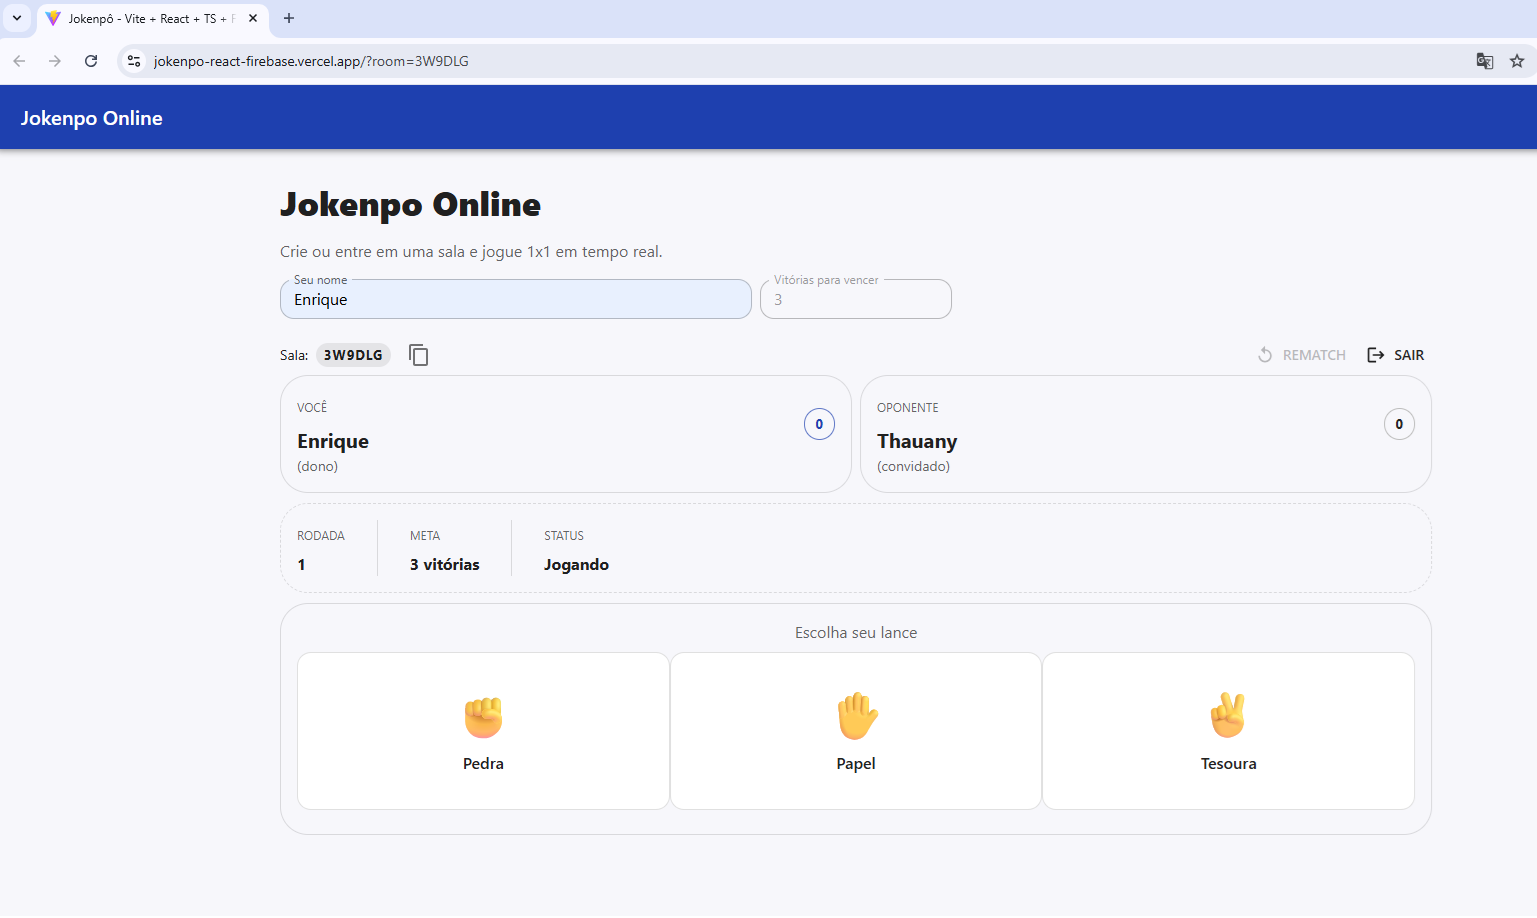 Jokenpô - Vite + React + TS + F
jokenpo-react-firebase.vercel.app/?room=3W9DLG
Jokenpo Online
Jokenpo Online
Crie ou entre em uma sala e jogue 1x1 em tempo real.
Seu nome
Enrique
Vitórias para vencer
3
Sala: 3W9DLG
REMATCH
SAIR
VOCÊ
Enrique
(dono)
0
OPONENTE
Thauany
(convidado)
0
RODADA
1
META
3 vitórias
STATUS
Jogando
Escolha seu lance
Pedra
Papel
Tesoura